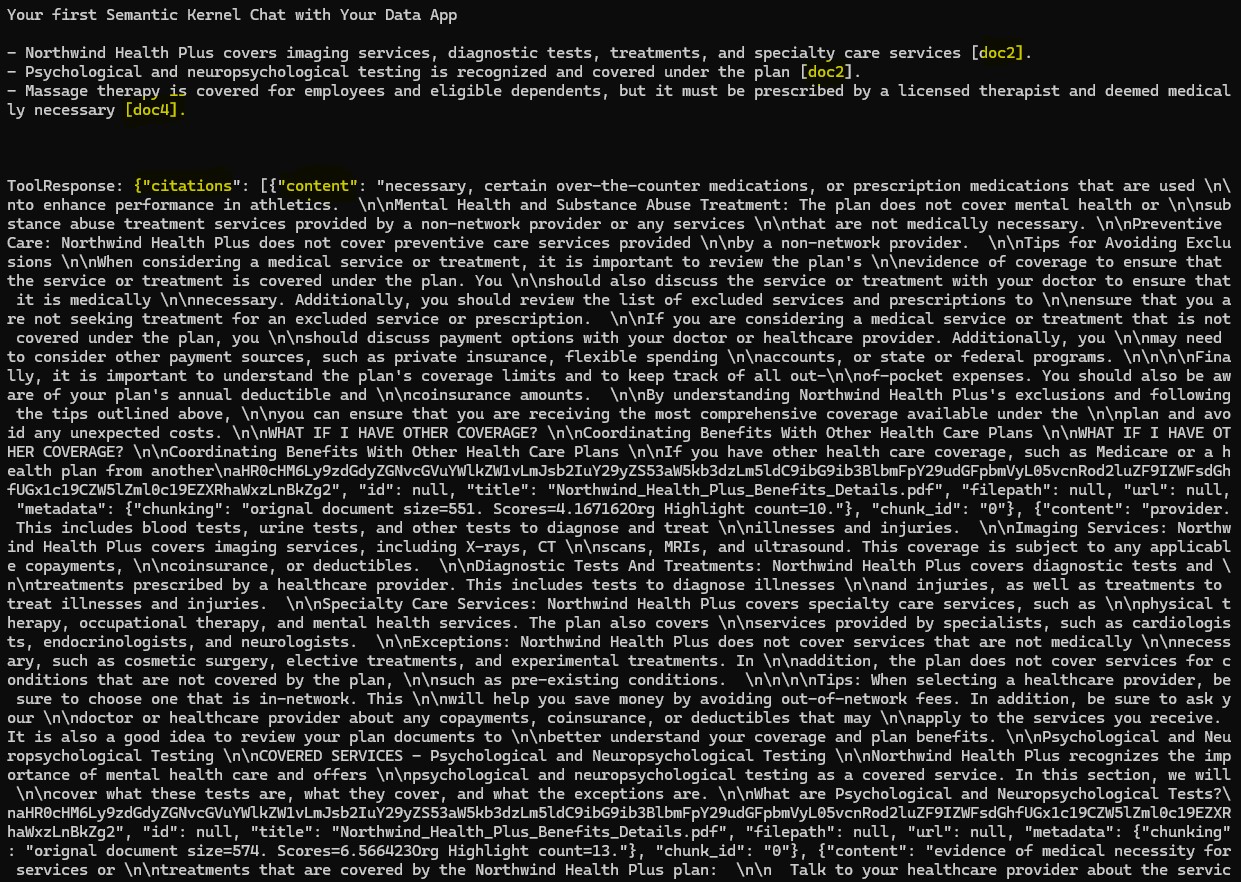 Your first Semantic Kernel Chat with Your Data App
- Northwind Health Plus covers imaging services, diagnostic tests, treatments, and specialty care services [doc2].
- Psychological and neuropsychological testing is recognized and covered under the plan [doc2].
- Massage therapy is covered for employees and eligible dependents, but it must be prescribed by a licensed therapist and deemed medical
ly necessary [doc4].
ToolResponse: {"citations": [{"content": "necessary, certain over-the-counter medications, or prescription medications that are used \n\
nto enhance performance in athletics.  \n\nMental Health and Substance Abuse Treatment: The plan does not cover mental health or \n\nsub
stance abuse treatment services provided by a non-network provider or any services \n\nthat are not medically necessary. \n\nPreventive
Care: Northwind Health Plus does not cover preventive care services provided \n\nby a non-network provider.  \n\nTips for Avoiding Exclu
sions \n\nWhen considering a medical service or treatment, it is important to review the plan's \n\nevidence of coverage to ensure that
the service or treatment is covered under the plan. You \n\nshould also discuss the service or treatment with your doctor to ensure that
it is medically \n\nnecessary. Additionally, you should review the list of excluded services and prescriptions to \n\nensure that you a
re not seeking treatment for an excluded service or prescription.  \n\nIf you are considering a medical service or treatment that is not
covered under the plan, you \n\nshould discuss payment options with your doctor or healthcare provider. Additionally, you \n\nmay need
to consider other payment sources, such as private insurance, flexible spending \n\naccounts, or state or federal programs. \n\n\n\nFina
lly, it is important to understand the plan's coverage limits and to keep track of all out-\n\nof-pocket expenses. You should also be aw
are of your plan's annual deductible and \n\ncoinsurance amounts.  \n\nBy understanding Northwind Health Plus's exclusions and following
the tips outlined above, \n\nyou can ensure that you are receiving the most comprehensive coverage available under the \n\nplan and avo
id any unexpected costs. \n\nWHAT IF I HAVE OTHER COVERAGE? \n\nCoordinating Benefits With Other Health Care Plans \n\nWHAT IF I HAVE OT
HER COVERAGE? \n\nCoordinating Benefits With Other Health Care Plans \n\nIf you have other health coverage, such as Medicare or a h
ealth plan from another\naHR0cHM6Ly9zdGdyZGNvcGVuYWlkZW1vLmJsb2IuY29yZS53aW5kb3dzLm5ldC9ibG9ib3BlbmFpY29udGFpbmVyL05vcnRod2luZF9IZWFsdGh
fUGx1c19CZW5lZml0c19EZXRhaWxzLnBkZg2", "id": null, "title": "Northwind_Health_Plus_Benefits_Details.pdf", "filepath": null, "url": null,
"metadata": {"chunking": "orignal document size=551. Scores=4.167162Org Highlight count=10."}, "chunk_id": "0"}, {"content": "provider.
This includes blood tests, urine tests, and other tests to diagnose and treat \n\nillnesses and injuries.  \n\nImaging Services: Northw
ind Health Plus covers imaging services, including X-rays, CT \n\nscans, MRIs, and ultrasound. This coverage is subject to any applicabl
e copayments, \n\ncoinsurance, or deductibles.  \n\nDiagnostic Tests And Treatments: Northwind Health Plus covers diagnostic tests and \
n\ntreatments prescribed by a healthcare provider. This includes tests to diagnose illnesses \n\nand injuries, as well as treatments to
treat illnesses and injuries.  \n\nSpecialty Care Services: Northwind Health Plus covers specialty care services, such as \n\nphysical t
herapy, occupational therapy, and mental health services. The plan also covers \n\nservices provided by specialists, such as cardiologis
ts, endocrinologists, and neurologists.  \n\nExceptions: Northwind Health Plus does not cover services that are not medically \n\nnecess
ary, such as cosmetic surgery, elective treatments, and experimental treatments. In \n\naddition, the plan does not cover services for c
onditions that are not covered by the plan, \n\nsuch as pre-existing conditions.  \n\n\n\nTips: When selecting a healthcare provider, be
sure to choose one that is in-network. This \n\nwill help you save money by avoiding out-of-network fees. In addition, be sure to ask y
our \n\ndoctor or healthcare provider about any copayments, coinsurance, or deductibles that may \n\napply to the services you receive.
It is also a good idea to review your plan documents to \n\nbetter understand your coverage and plan benefits. \n\nPsychological and Neu
ropsychological Testing \n\nCOVERED SERVICES - Psychological and Neuropsychological Testing \n\nNorthwind Health Plus recognizes the imp
ortance of mental health care and offers \n\npsychological and neuropsychological testing as a covered service. In this section, we will
\n\ncover what these tests are, what they cover, and what the exceptions are. \n\nWhat are Psychological and Neuropsychological Tests?\
naHR0cHM6Ly9zdGdyZGNvcGVuYWlkZW1vLmJsb2IuY29yZS53aW5kb3dzLm5ldC9ibG9ib3BlbmFpY29udGFpbmVyL05vcnRod2luZF9IZWFsdGhfUGx1c19CZW5lZml0c19EZXR
haWxzLnBkZg2", "id": null, "title": "Northwind_Health_Plus_Benefits_Details.pdf", "filepath": null, "url": null, "metadata": {"chunking"
: "orignal document size=574. Scores=6.566423Org Highlight count=13."}, "chunk_id": "0"}, {"content": "evidence of medical necessity for
services or \n\ntreatments that are covered by the Northwind Health Plus plan:  \n\n  Talk to your healthcare provider about the servic